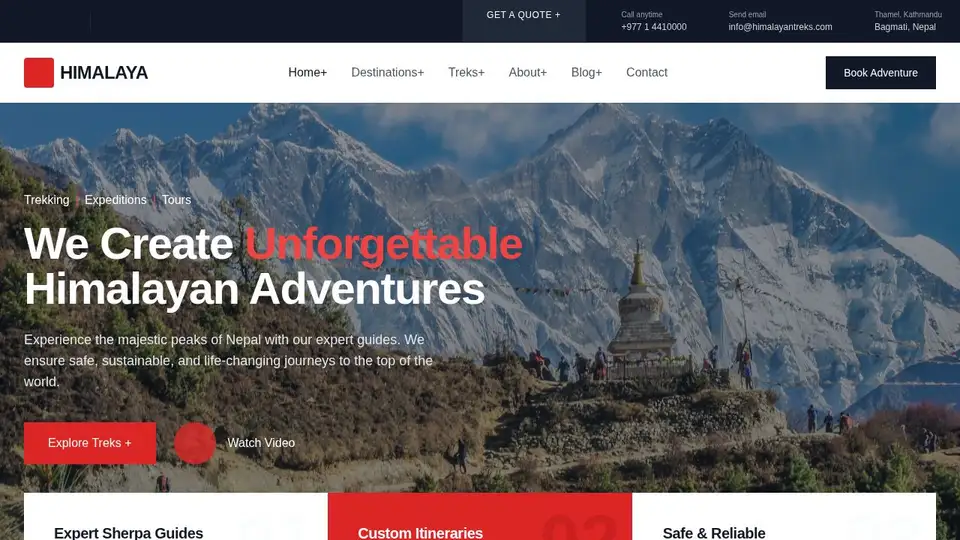 GET A QUOTE +
Call anytime
+977 1 4410000
Send email
info@himalayantreks.com
Thamel, Kathmandu
Bagmati, Nepal
HIMALAYA
Home+ Destinations+ Treks+ About+ Blog+ Contact
Book Adventure
Trekking Expeditions Tours
We Create Unforgettable
Himalayan Adventures
Experience the majestic peaks of Nepal with our expert guides. We
ensure safe, sustainable, and life-changing journeys to the top of the
world.
Explore Treks +
Watch Video
Expert Sherpa Guides
01
Custom Itineraries
02
Safe & Reliable